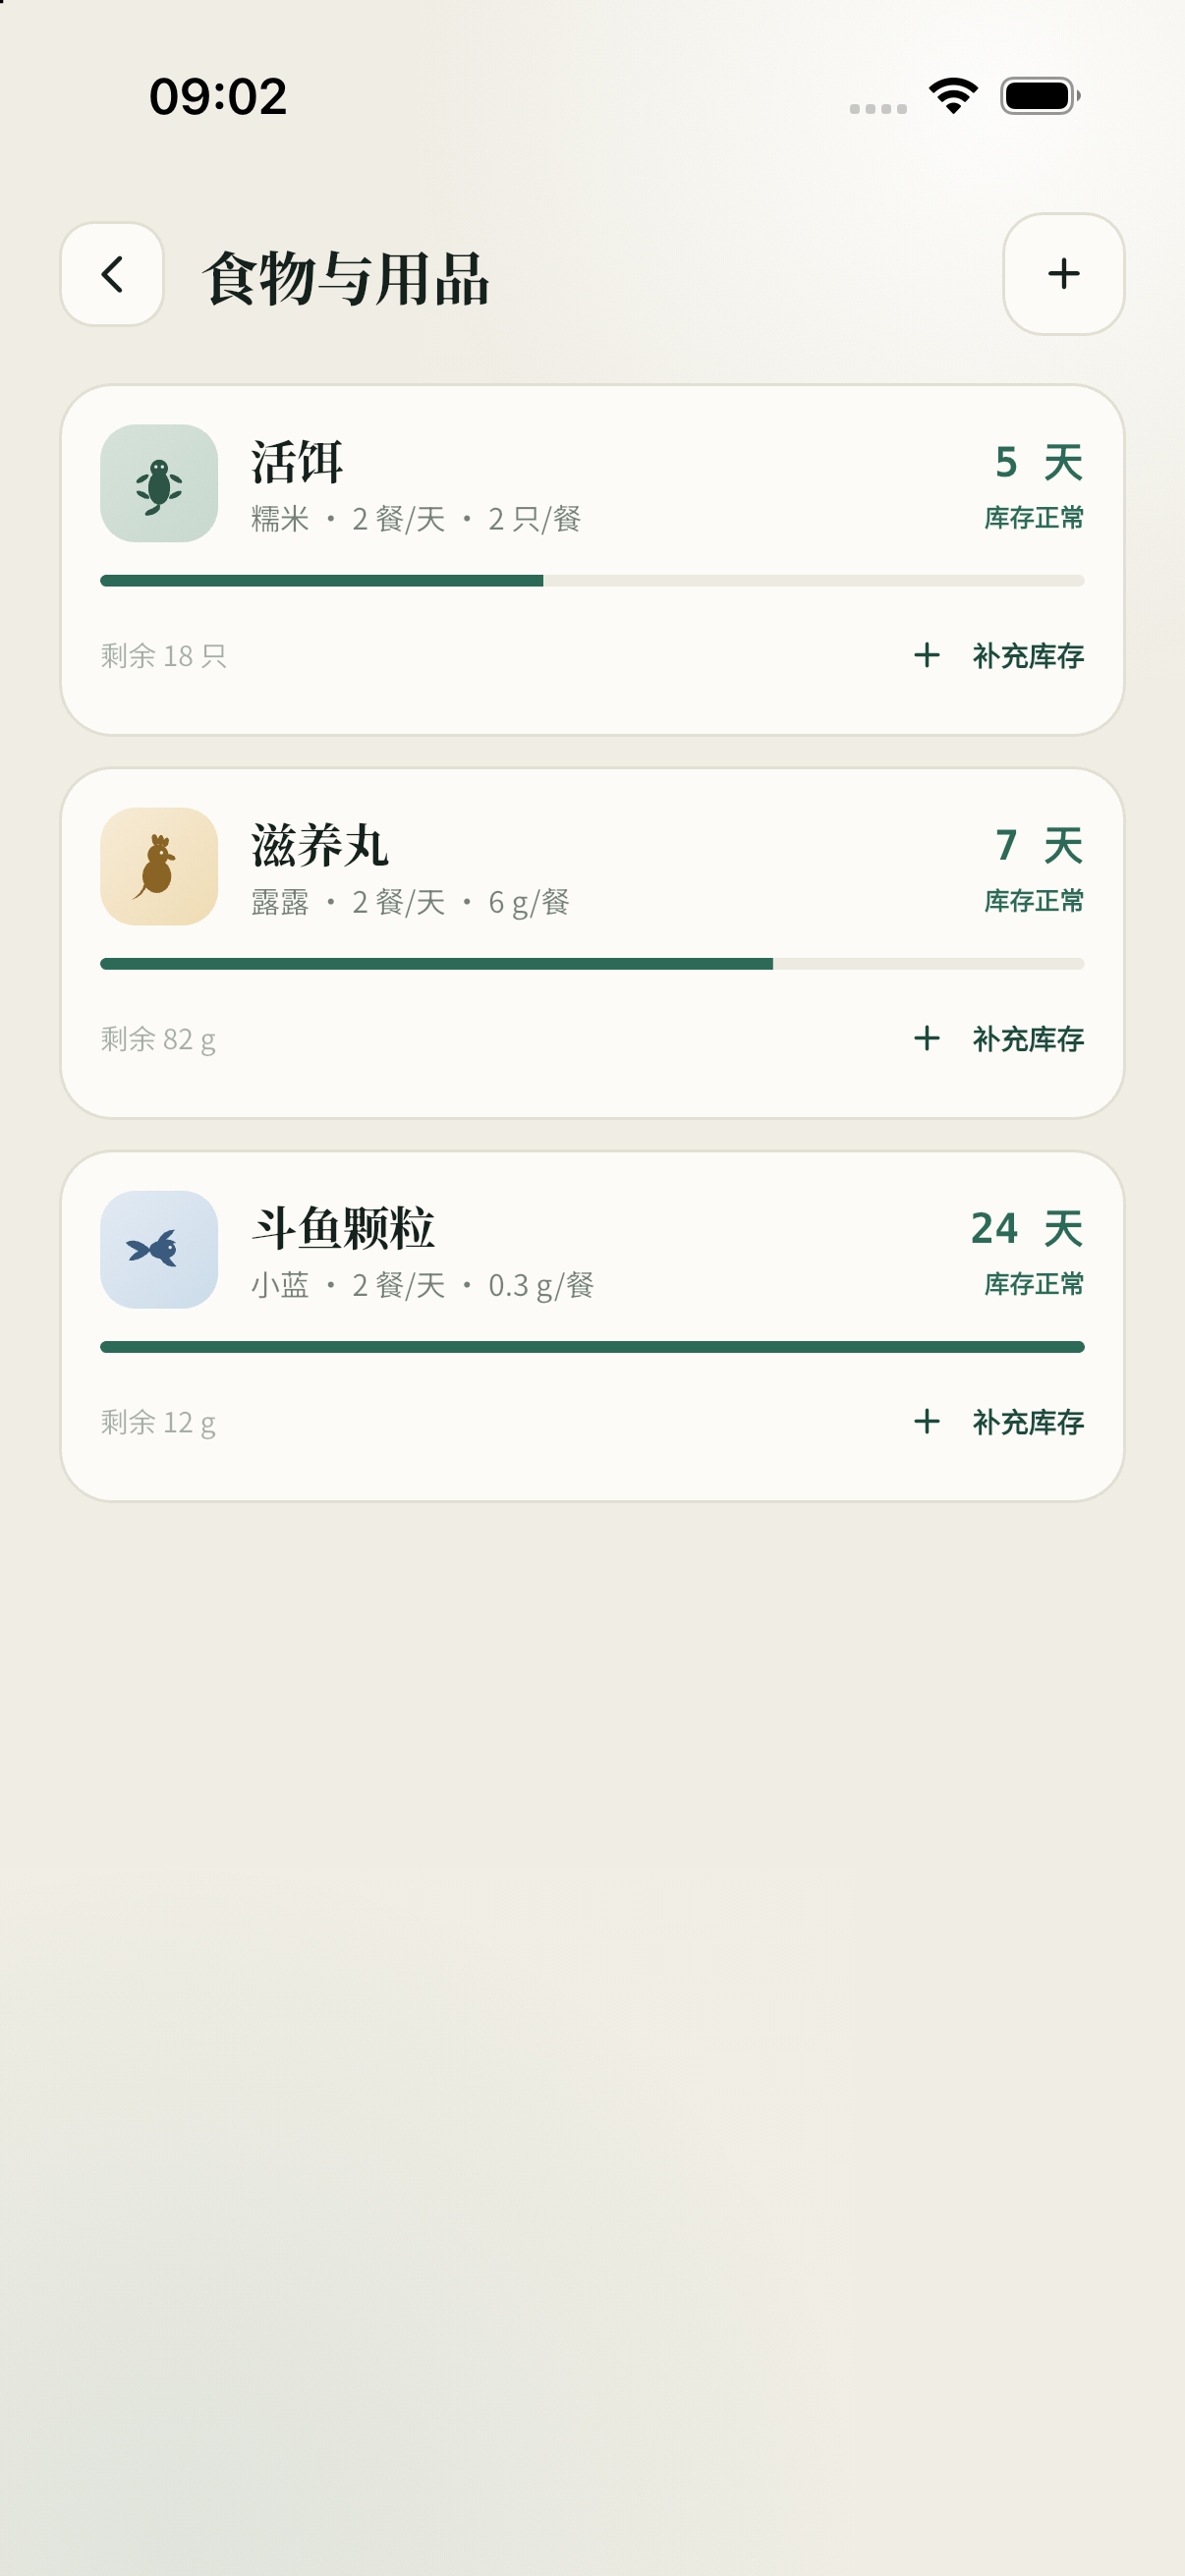 09:02
食物与用品
活饵
5 天
糯米 · 2 餐/天 · 2 只/餐
库存正常
剩余 18 只
+ 补充库存
滋养丸
7 天
露露 · 2 餐/天 · 6 g/餐
库存正常
剩余 82 g
+ 补充库存
斗鱼颗粒
24 天
小蓝 · 2 餐/天 · 0.3 g/餐
库存正常
剩余 12 g
+ 补充库存